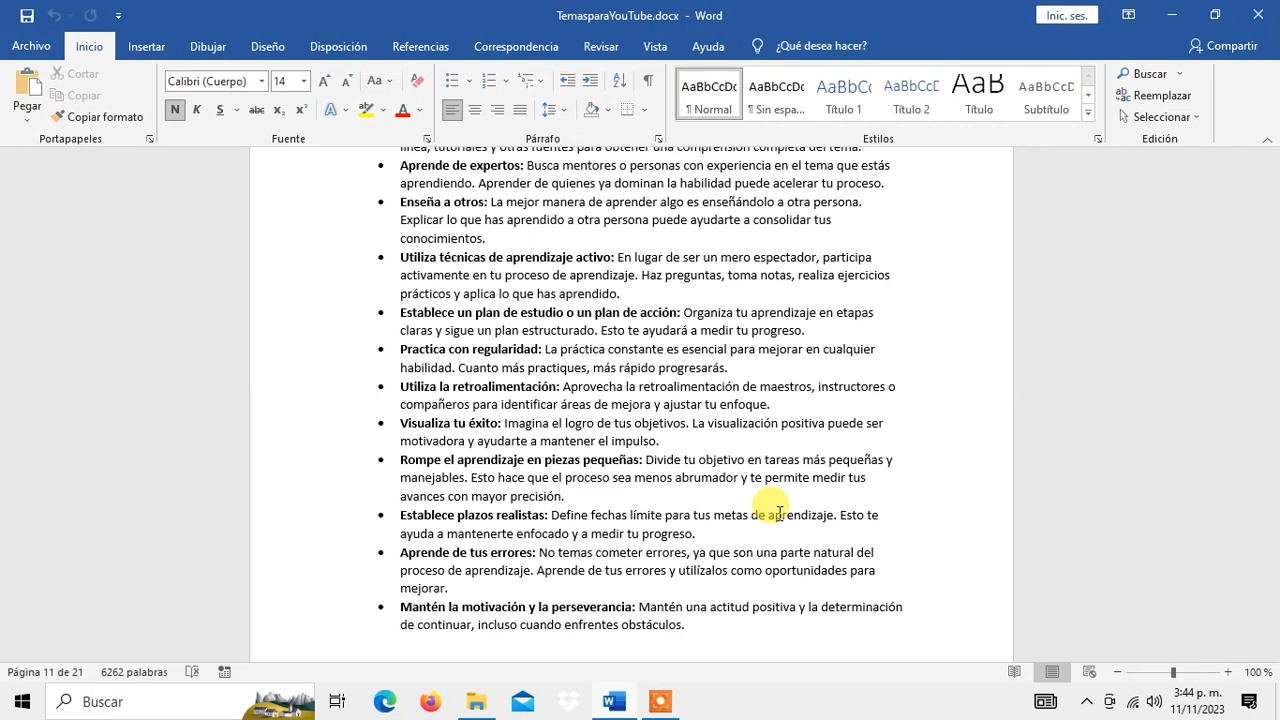 TemasparaYouTube.docx - Word
Inic. ses.
Archivo Inicio Insertar Dibujar Diseño Disposición Referencias Correspondencia Revisar Vista Ayuda ¿Qué desea hacer? Compartir
Pegar
Cortar
Copiar
Copiar formato
Portapapeles
Calibri (Cuerpo) 14
N K S abc x₂ x²
Fuente
Párrafo
AaBbCcDc AaBbCcDc AaBbCcD AaBbCcD AaB AaBbCcD
¶ Normal ¶ Sin espa... Título 1 Título 2 Título Subtítulo
Estilos
Buscar
Reemplazar
Seleccionar
Edición
línea, tutoriales y otras fuentes para obtener una comprensión completa del tema.
• Aprende de expertos: Busca mentores o personas con experiencia en el tema que estás
aprendiendo. Aprender de quienes ya dominan la habilidad puede acelerar tu proceso.
• Enseña a otros: La mejor manera de aprender algo es enseñándolo a otra persona.
Explicar lo que has aprendido a otra persona puede ayudarte a consolidar tus
conocimientos.
• Utiliza técnicas de aprendizaje activo: En lugar de ser un mero espectador, participa
activamente en tu proceso de aprendizaje. Haz preguntas, toma notas, realiza ejercicios
prácticos y aplica lo que has aprendido.
• Establece un plan de estudio o un plan de acción: Organiza tu aprendizaje en etapas
claras y sigue un plan estructurado. Esto te ayudará a medir tu progreso.
• Practica con regularidad: La práctica constante es esencial para mejorar en cualquier
habilidad. Cuanto más practiques, más rápido progresarás.
• Utiliza la retroalimentación: Aprovecha la retroalimentación de maestros, instructores o
compañeros para identificar áreas de mejora y ajustar tu enfoque.
• Visualiza tu éxito: Imagina el logro de tus objetivos. La visualización positiva puede ser
motivadora y ayudarte a mantener el impulso.
• Rompe el aprendizaje en piezas pequeñas: Divide tu objetivo en tareas más pequeñas y
manejables. Esto hace que el proceso sea menos abrumador y te permite medir tus
avances con mayor precisión.
• Establece plazos realistas: Define fechas límite para tus metas de aprendizaje. Esto te
ayuda a mantenerte enfocado y a medir tu progreso.
• Aprende de tus errores: No temas cometer errores, ya que son una parte natural del
proceso de aprendizaje. Aprende de tus errores y utilízalos como oportunidades para
mejorar.
• Mantén la motivación y la perseverancia: Mantén una actitud positiva y la determinación
de continuar, incluso cuando enfrentes obstáculos.
Página 11 de 21 6262 palabras 100 %
Buscar
3:44 p. m.
11/11/2023